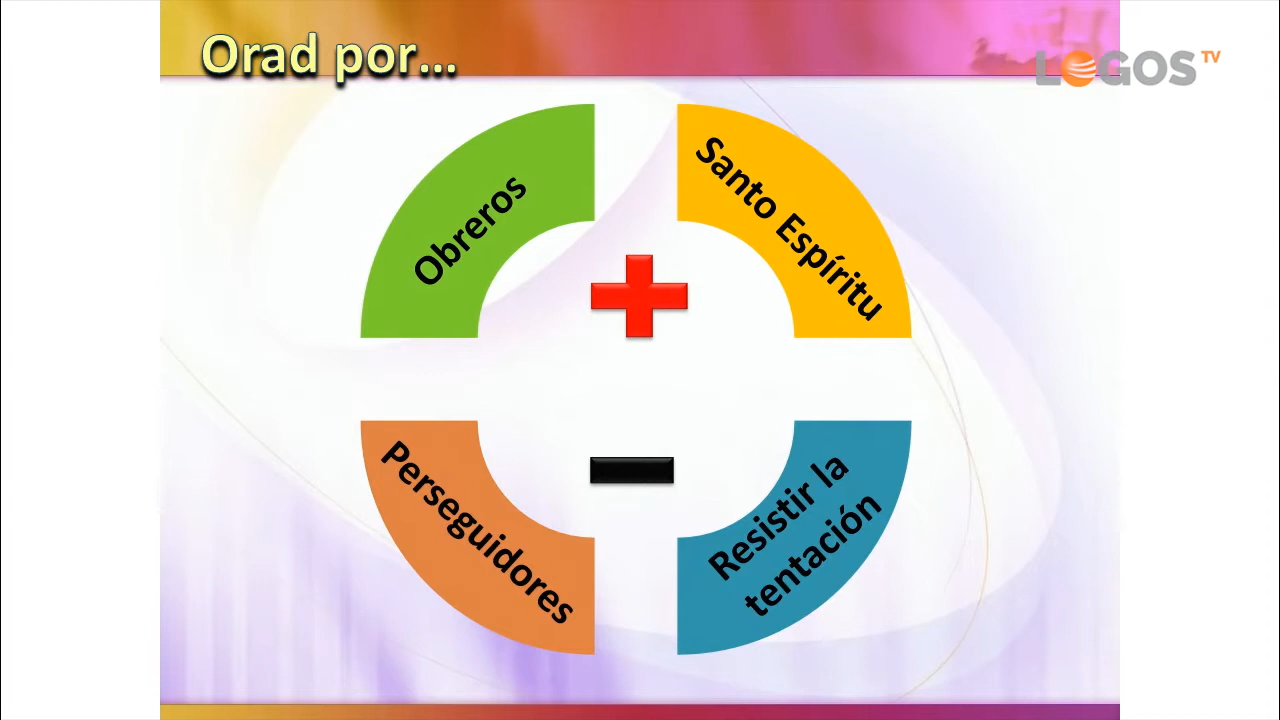 Orad por...
LOGOS TV
Obreros
Santo Espíritu
Perseguidores
Resistir la
tentación